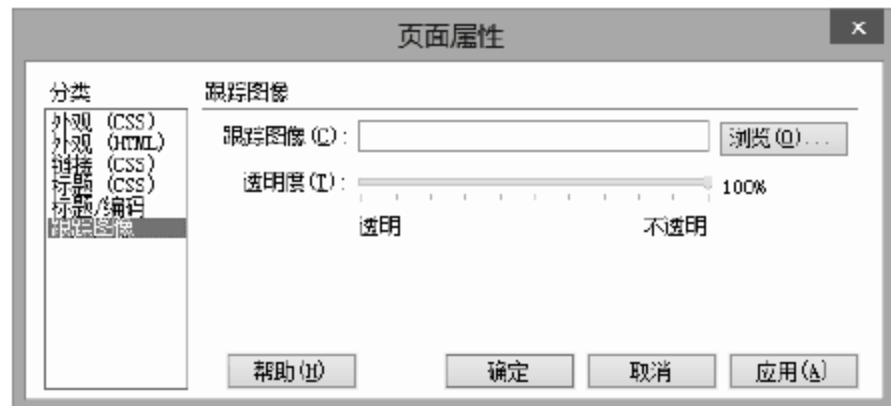 页面属性
分类
外观 (CSS)
外观 (HTML)
链接 (CSS)
标题 (CSS)
标题/编码
跟踪图像
跟踪图像
跟踪图像(C):
浏览(O)...
透明度(T):
100%
透明
不透明
帮助(H)
确定
取消
应用(A)